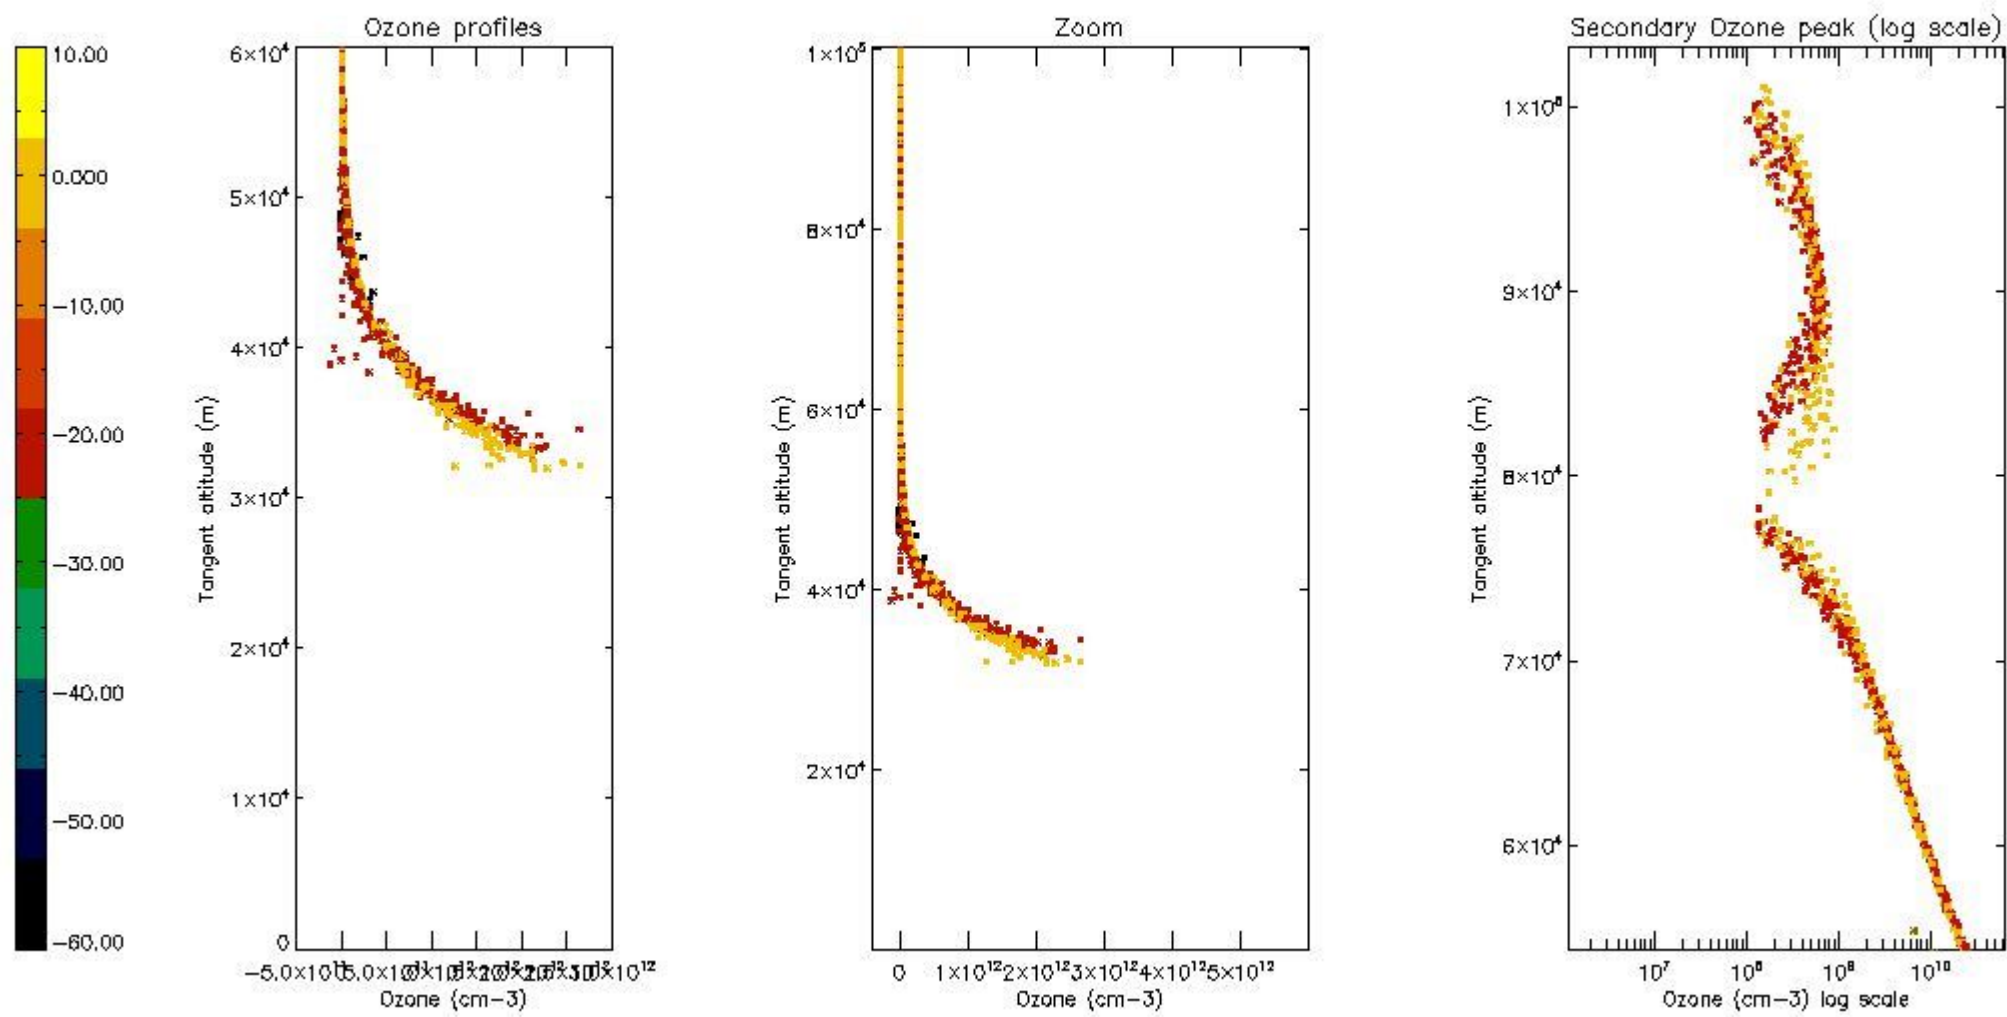 Ozone profiles
Zoom
Secondary Ozone peak (log scale)
10.00
0.000
−10.00
−20.00
−30.00
−40.00
−50.00
−60.00
6×10⁴
5×10⁴
4×10⁴
3×10⁴
2×10⁴
1×10⁴
0
Tangent altitude (m)
Ozone (cm−3)
1×10⁵
8×10⁴
6×10⁴
4×10⁴
2×10⁴
Tangent altitude (m)
0 1×10¹² 2×10¹² 3×10¹² 4×10¹² 5×10¹²
Ozone (cm−3)
9×10⁴
8×10⁴
7×10⁴
6×10⁴
Tangent altitude (m)
10⁷ 10⁸ 10⁹ 10¹⁰
Ozone (cm−3) log scale